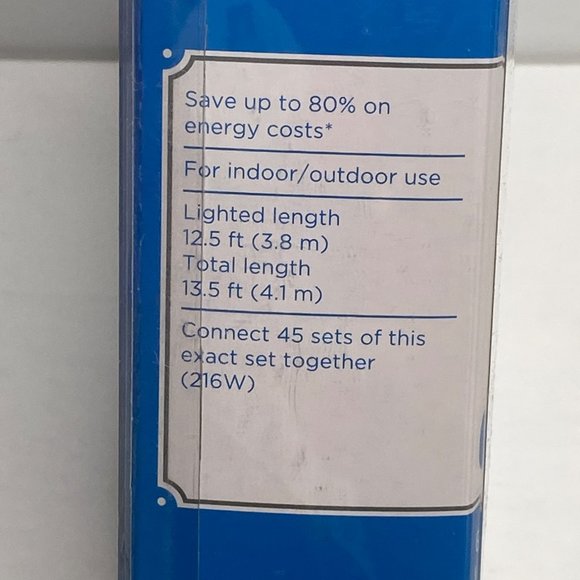 Save up to 80% on
energy costs*
For indoor/outdoor use
Lighted length
12.5 ft (3.8 m)
Total length
13.5 ft (4.1 m)
Connect 45 sets of this
exact set together
(216W)